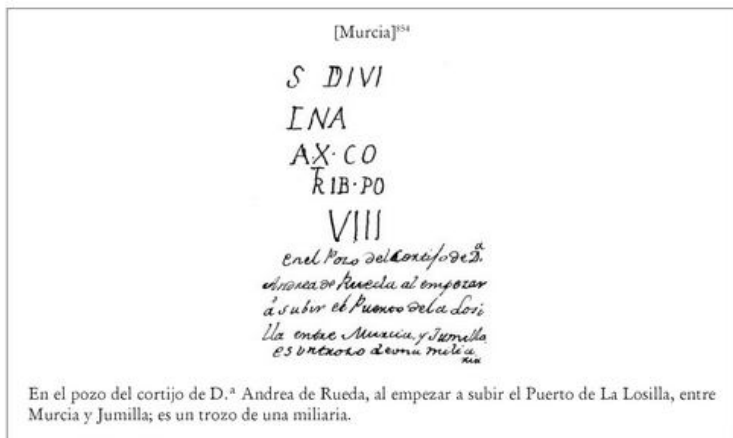 [Murcia]⁸⁵⁴
S DIVI
INA
AX·CO
TRIB·PO
VIII
En el Pozo del Cortijo de D.ª
Andrea de Rueda al empezar
á subir el Puerto de la Losi
lla entre Murcia y Jumilla
es un trozo de una milia
ria
En el pozo del cortijo de D.ª Andrea de Rueda, al empezar a subir el Puerto de La Losilla, entre
Murcia y Jumilla; es un trozo de una miliaria.